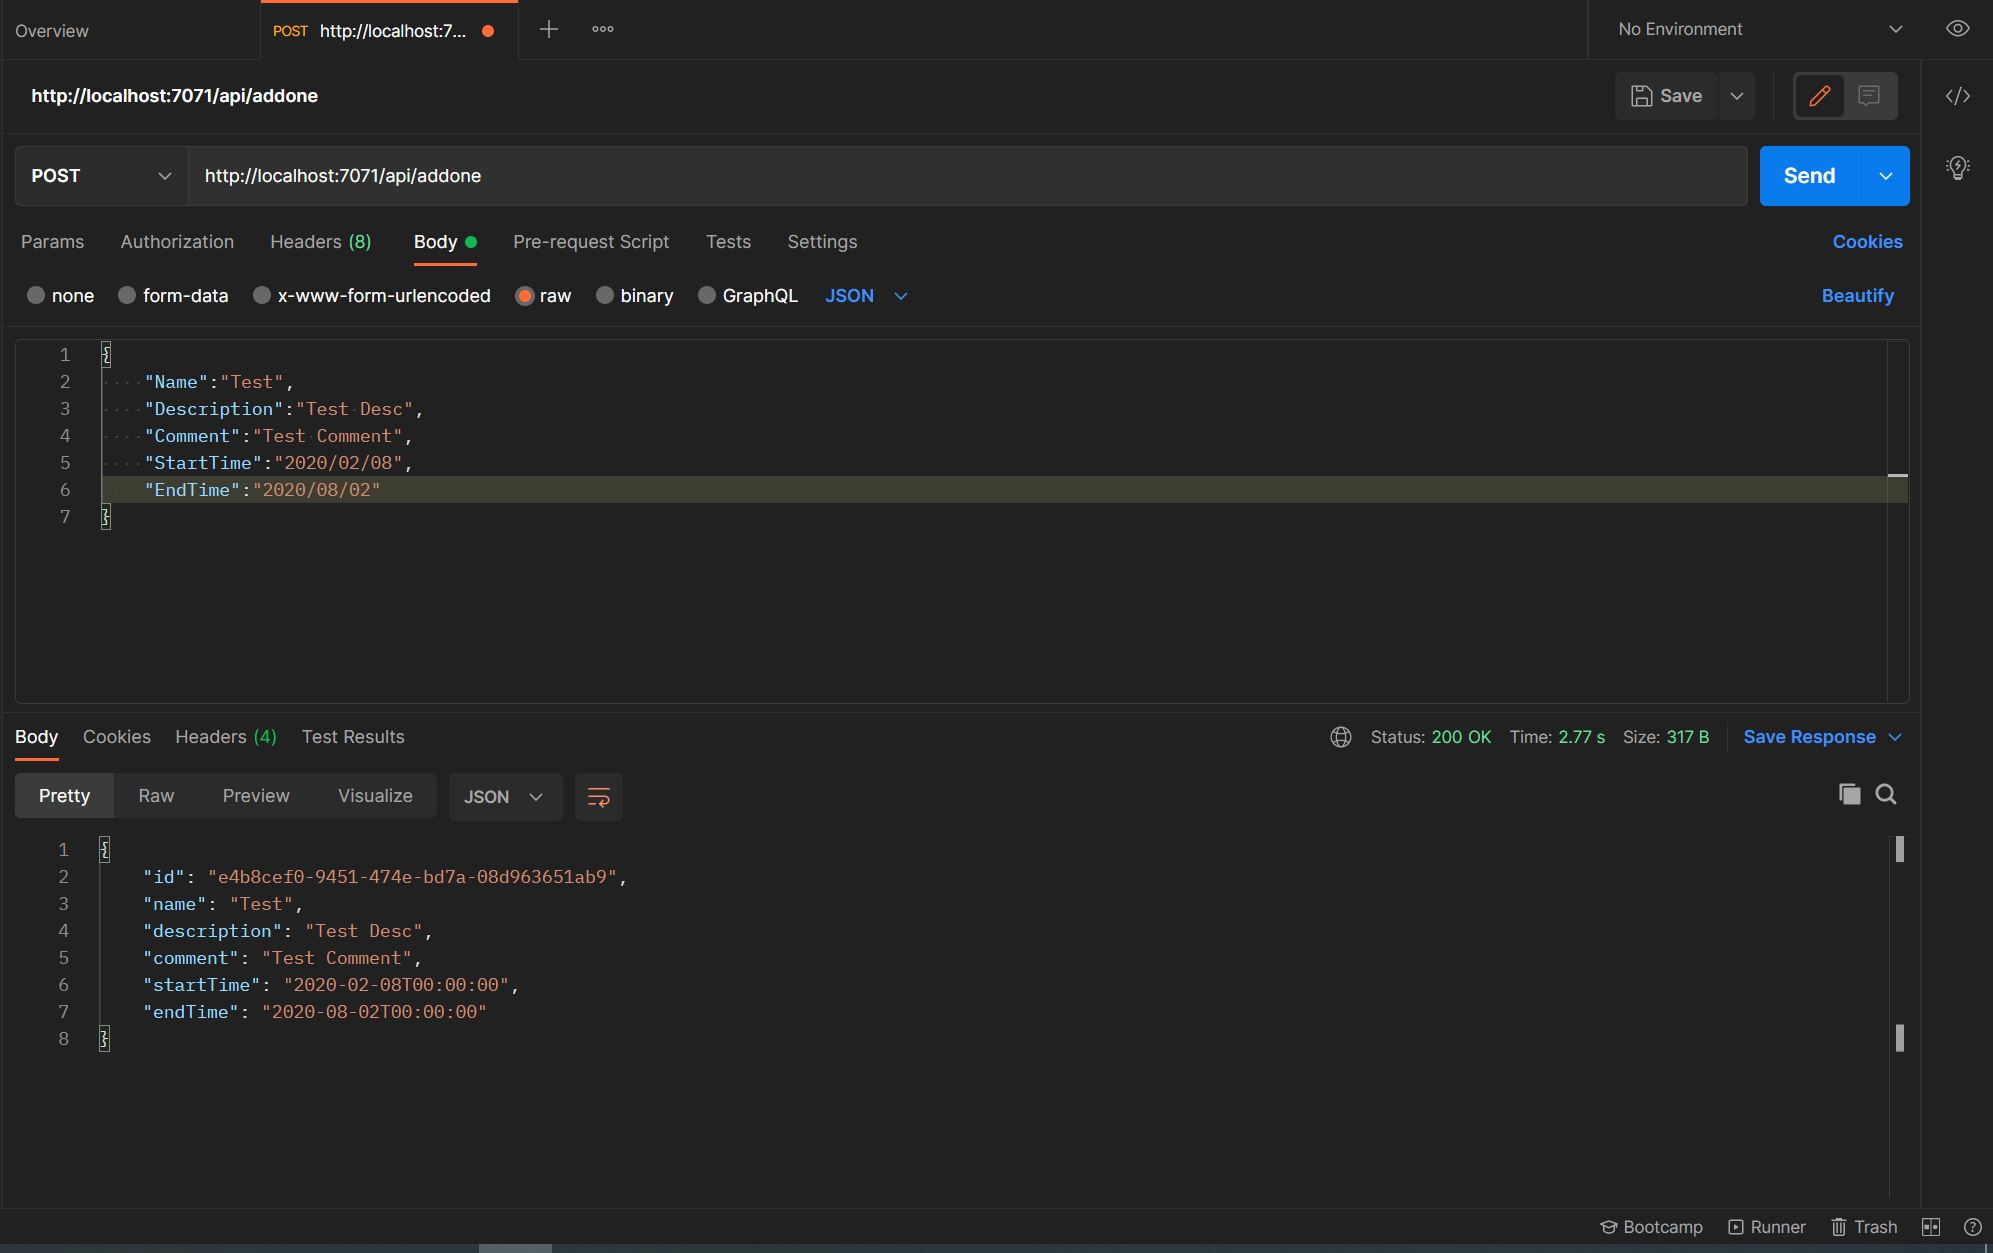 Overview
POST http://localhost:7...
No Environment
http://localhost:7071/api/addone
Save
POST
http://localhost:7071/api/addone
Send
Params Authorization Headers (8) Body Pre-request Script Tests Settings Cookies
none form-data x-www-form-urlencoded raw binary GraphQL JSON Beautify
1 {
2 "Name":"Test",
3 "Description":"Test Desc",
4 "Comment":"Test Comment",
5 "StartTime":"2020/02/08",
6 "EndTime":"2020/08/02"
7 }
Body Cookies Headers (4) Test Results Status: 200 OK Time: 2.77 s Size: 317 B Save Response
Pretty Raw Preview Visualize JSON
1 {
2 "id": "e4b8cef0-9451-474e-bd7a-08d963651ab9",
3 "name": "Test",
4 "description": "Test Desc",
5 "comment": "Test Comment",
6 "startTime": "2020-02-08T00:00:00",
7 "endTime": "2020-08-02T00:00:00"
8 }
Bootcamp Runner Trash